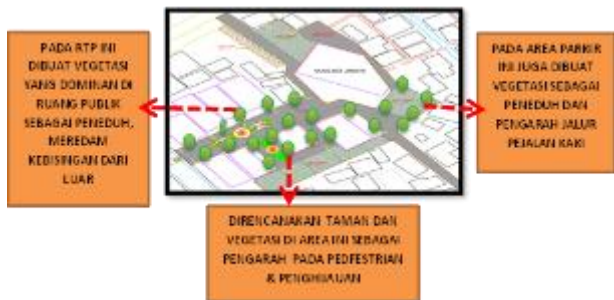 PADA RTP INI
DIBUAT VEGETASI
YANG DOMINAN DI
RUANG PUBLIK
SEBAGAI PENEDUH,
MEREDAM
KEBISINGAN DARI
LUAR
PADA AREA PARKIR
INI JUGA DIBUAT
VEGETASI SEBAGAI
PENEDUH DAN
PENGARAH JALUR
PEJALAN KAKI
DIRENCANAKAN TAMAN DAN
VEGETASI DI AREA INI SEBAGAI
PENGARAH PADA PEDFESTRIAN
& PENGHIJAUAN